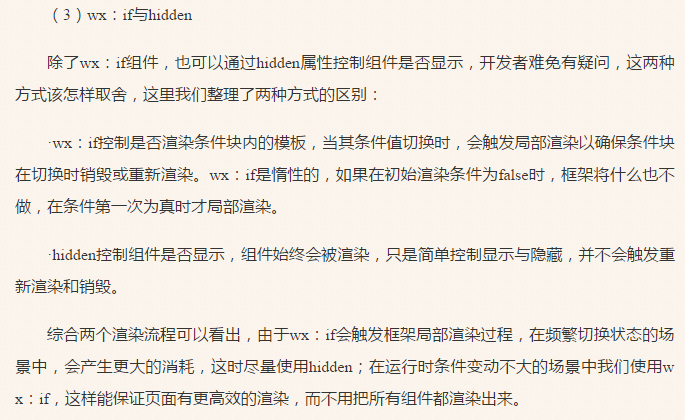 （3）wx：if与hidden
除了wx：if组件，也可以通过hidden属性控制组件是否显示，开发者难免有疑问，这两种
方式该怎样取舍，这里我们整理了两种方式的区别：
·wx：if控制是否渲染条件块内的模板，当其条件值切换时，会触发局部渲染以确保条件块
在切换时销毁或重新渲染。wx：if是惰性的，如果在初始渲染条件为false时，框架将什么也不
做，在条件第一次为真时才局部渲染。
·hidden控制组件是否显示，组件始终会被渲染，只是简单控制显示与隐藏，并不会触发重
新渲染和销毁。
综合两个渲染流程可以看出，由于wx：if会触发框架局部渲染过程，在频繁切换状态的场
景中，会产生更大的消耗，这时尽量使用hidden；在运行时条件变动不大的场景中我们使用w
x：if，这样能保证页面有更高效的渲染，而不用把所有组件都渲染出来。